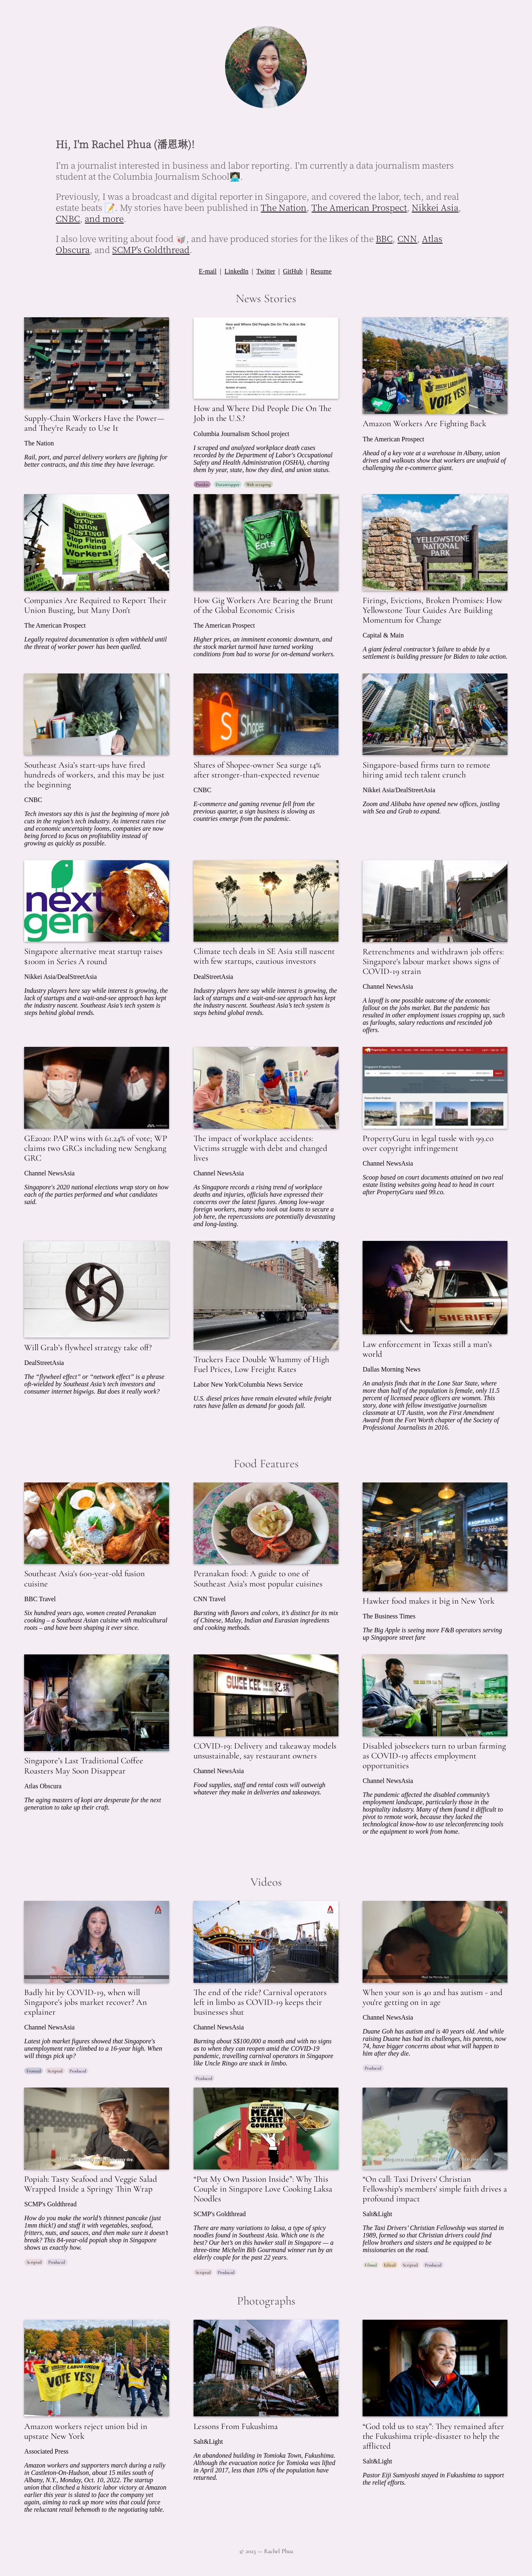 Hi, I'm Rachel Phua (潘恩琳)!
I'm a journalist interested in business and labor reporting. I'm currently a data journalism masters
student at the Columbia Journalism School👩🏻‍💻.
Previously, I was a broadcast and digital reporter in Singapore, and covered the labor, tech, and real
estate beats 📝. My stories have been published in The Nation, The American Prospect, Nikkei Asia,
CNBC, and more.
I also love writing about food 🥡, and have produced stories for the likes of the BBC, CNN, Atlas
Obscura, and SCMP's Goldthread.
E-mail | LinkedIn | Twitter | GitHub | Resume
News Stories
Supply-Chain Workers Have the Power—
and They're Ready to Use It
The Nation
Rail, port, and parcel delivery workers are fighting for
better contracts, and this time they have leverage.
How and Where Did People Die On The Job in the
U.S.?
How and Where Did People Die On The
Job in the U.S.?
Columbia Journalism School project
I scraped and analyzed workplace death cases
recorded by the Department of Labor's Occupational
Safety and Health Administration (OSHA), charting
them by year, state, how they died, and union status.
Pandas Datawrapper Web scraping
AMAZON LABOR UNION
VOTE YES!
Amazon Workers Are Fighting Back
The American Prospect
Ahead of a key vote at a warehouse in Albany, union
drives and walkouts show that workers are unafraid of
challenging the e-commerce giant.
STARBUCKS:
STOP
UNION
BUSTING!
Stop Firing
Unionizing
Workers!
Companies Are Required to Report Their
Union Busting, but Many Don't
The American Prospect
Legally required documentation is often withheld until
the threat of worker power has been quelled.
Uber
Eats
How Gig Workers Are Bearing the Brunt
of the Global Economic Crisis
The American Prospect
Higher prices, an imminent economic downturn, and
the stock market turmoil have turned working
conditions from bad to worse for on-demand workers.
YELLOWSTONE
NATIONAL
PARK
Firings, Evictions, Broken Promises: How
Yellowstone Tour Guides Are Building
Momentum for Change
Capital & Main
A giant federal contractor's failure to abide by a
settlement is building pressure for Biden to take action.
Southeast Asia's start-ups have fired
hundreds of workers, and this may be just
the beginning
CNBC
Tech investors say this is just the beginning of more job
cuts in the region's tech industry. As interest rates rise
and economic uncertainty looms, companies are now
being forced to focus on profitability instead of
growing as quickly as possible.
Shopee
Shares of Shopee-owner Sea surge 14%
after stronger-than-expected revenue
CNBC
E-commerce and gaming revenue fell from the
previous quarter, a sign business is slowing as
countries emerge from the pandemic.
Singapore-based firms turn to remote
hiring amid tech talent crunch
Nikkei Asia/DealStreetAsia
Zoom and Alibaba have opened new offices, jostling
with Sea and Grab to expand.
next
gen
Singapore alternative meat startup raises
$100m in Series A round
Nikkei Asia/DealStreetAsia
Industry players here say while interest is growing, the
lack of startups and a wait-and-see approach has kept
the industry nascent. Southeast Asia's tech system is
steps behind global trends.
Climate tech deals in SE Asia still nascent
with few startups, cautious investors
DealStreetAsia
Industry players here say while interest is growing, the
lack of startups and a wait-and-see approach has kept
the industry nascent. Southeast Asia's tech system is
steps behind global trends.
Retrenchments and withdrawn job offers:
Singapore's labour market shows signs of
COVID-19 strain
Channel NewsAsia
A layoff is one possible outcome of the economic
fallout on the jobs market. But the pandemic has
resulted in other employment issues cropping up, such
as furloughs, salary reductions and rescinded job
offers.
GE2020: PAP wins with 61.24% of vote; WP
claims two GRCs including new Sengkang
GRC
Channel NewsAsia
Singapore's 2020 national elections wrap story on how
each of the parties performed and what candidates
said.
The impact of workplace accidents:
Victims struggle with debt and changed
lives
Channel NewsAsia
As Singapore records a rising trend of workplace
deaths and injuries, officials have expressed their
concerns over the latest figures. Among low-wage
foreign workers, many who took out loans to secure a
job here, the repercussions are potentially devastating
and long-lasting.
PropertyGuru in legal tussle with 99.co
over copyright infringement
Channel NewsAsia
Scoop based on court documents attained on two real
estate listing websites going head to head in court
after PropertyGuru sued 99.co.
Will Grab's flywheel strategy take off?
DealStreetAsia
The “flywheel effect” or “network effect” is a phrase
oft-wielded by Southeast Asia's tech investors and
consumer internet bigwigs. But does it really work?
Truckers Face Double Whammy of High
Fuel Prices, Low Freight Rates
Labor New York/Columbia News Service
U.S. diesel prices have remain elevated while freight
rates have fallen as demand for goods fall.
SHERIFF
Law enforcement in Texas still a man's
world
Dallas Morning News
An analysis finds that in the Lone Star State, where
more than half of the population is female, only 11.5
percent of licensed peace officers are women. This
story, done with fellow investigative journalism
classmate at UT Austin, won the First Amendment
Award from the Fort Worth chapter of the Society of
Professional Journalists in 2016.
Food Features
Southeast Asia's 600-year-old fusion
cuisine
BBC Travel
Six hundred years ago, women created Peranakan
cooking – a Southeast Asian cuisine with multicultural
roots – and have been shaping it ever since.
Peranakan food: A guide to one of
Southeast Asia's most popular cuisines
CNN Travel
Bursting with flavors and colors, it's distinct for its mix
of Chinese, Malay, Indian and Eurasian ingredients
and cooking methods.
Hawker food makes it big in New York
The Business Times
The Big Apple is seeing more F&B operators serving
up Singapore street fare
Singapore's Last Traditional Coffee
Roasters May Soon Disappear
Atlas Obscura
The aging masters of kopi are desperate for the next
generation to take up their craft.
SWEE CHOON
COVID-19: Delivery and takeaway models
unsustainable, say restaurant owners
Channel NewsAsia
Food supplies, staff and rental costs will outweigh
whatever they make in deliveries and takeaways.
Disabled jobseekers turn to urban farming
as COVID-19 affects employment
opportunities
Channel NewsAsia
The pandemic affected the disabled community's
employment landscape, particularly those in the
hospitality industry. Many of them found it difficult to
pivot to remote work, because they lacked the
technological know-how to use teleconferencing tools
or the equipment to work from home.
Videos
Badly hit by COVID-19, when will
Singapore's jobs market recover? An
explainer
Channel NewsAsia
Latest job market figures showed that Singapore's
unemployment rate climbed to a 16-year high. When
will things pick up?
Fronted Scripted Produced
The end of the ride? Carnival operators
left in limbo as COVID-19 keeps their
businesses shut
Channel NewsAsia
Burning about S$100,000 a month and with no signs
as to when they can reopen amid the COVID-19
pandemic, travelling carnival operators in Singapore
like Uncle Ringo are stuck in limbo.
Produced
When your son is 40 and has autism - and
you're getting on in age
Channel NewsAsia
Duane Goh has autism and is 40 years old. And while
raising Duane has had its challenges, his parents, now
74, have bigger concerns about what will happen to
him after they die.
Produced
Popiah: Tasty Seafood and Veggie Salad
Wrapped Inside a Springy Thin Wrap
SCMP's Goldthread
How do you make the world's thinnest pancake (just
1mm thick!) and stuff it with vegetables, seafood,
fritters, nuts, and sauces, and then make sure it doesn't
break? This 84-year-old popiah shop in Singapore
shows us exactly how.
Scripted Produced
MEAN
STREET
GOURMET
“Put My Own Passion Inside”: Why This
Couple in Singapore Love Cooking Laksa
Noodles
SCMP's Goldthread
There are many variations to laksa, a type of spicy
noodles found in Southeast Asia. Which one is the
best? Our bet's on this hawker stall in Singapore — a
three-time Michelin Bib Gourmand winner run by an
elderly couple for the past 22 years.
Scripted Produced
“On call: Taxi Drivers' Christian
Fellowship's members' simple faith drives a
profound impact
Salt&Light
The Taxi Drivers' Christian Fellowship was started in
1989, formed so that Christian drivers could find
fellow brothers and sisters and be equipped to be
missionaries on the road.
Filmed Edited Scripted Produced
Photographs
AMAZON LABOR UNION
VOTE YES!
Amazon workers reject union bid in
upstate New York
Associated Press
Amazon workers and supporters march during a rally
in Castleton-On-Hudson, about 15 miles south of
Albany, N.Y., Monday, Oct. 10, 2022. The startup
union that clinched a historic labor victory at Amazon
earlier this year is slated to face the company yet
again, aiming to rack up more wins that could force
the reluctant retail behemoth to the negotiating table.
Lessons From Fukushima
Salt&Light
An abandoned building in Tomioka Town, Fukushima.
Although the evacuation notice for Tomioka was lifted
in April 2017, less than 10% of the population have
returned.
“God told us to stay”: They remained after
the Fukushima triple-disaster to help the
afflicted
Salt&Light
Pastor Eiji Sumiyoshi stayed in Fukushima to support
the relief efforts.
© 2023 — Rachel Phua